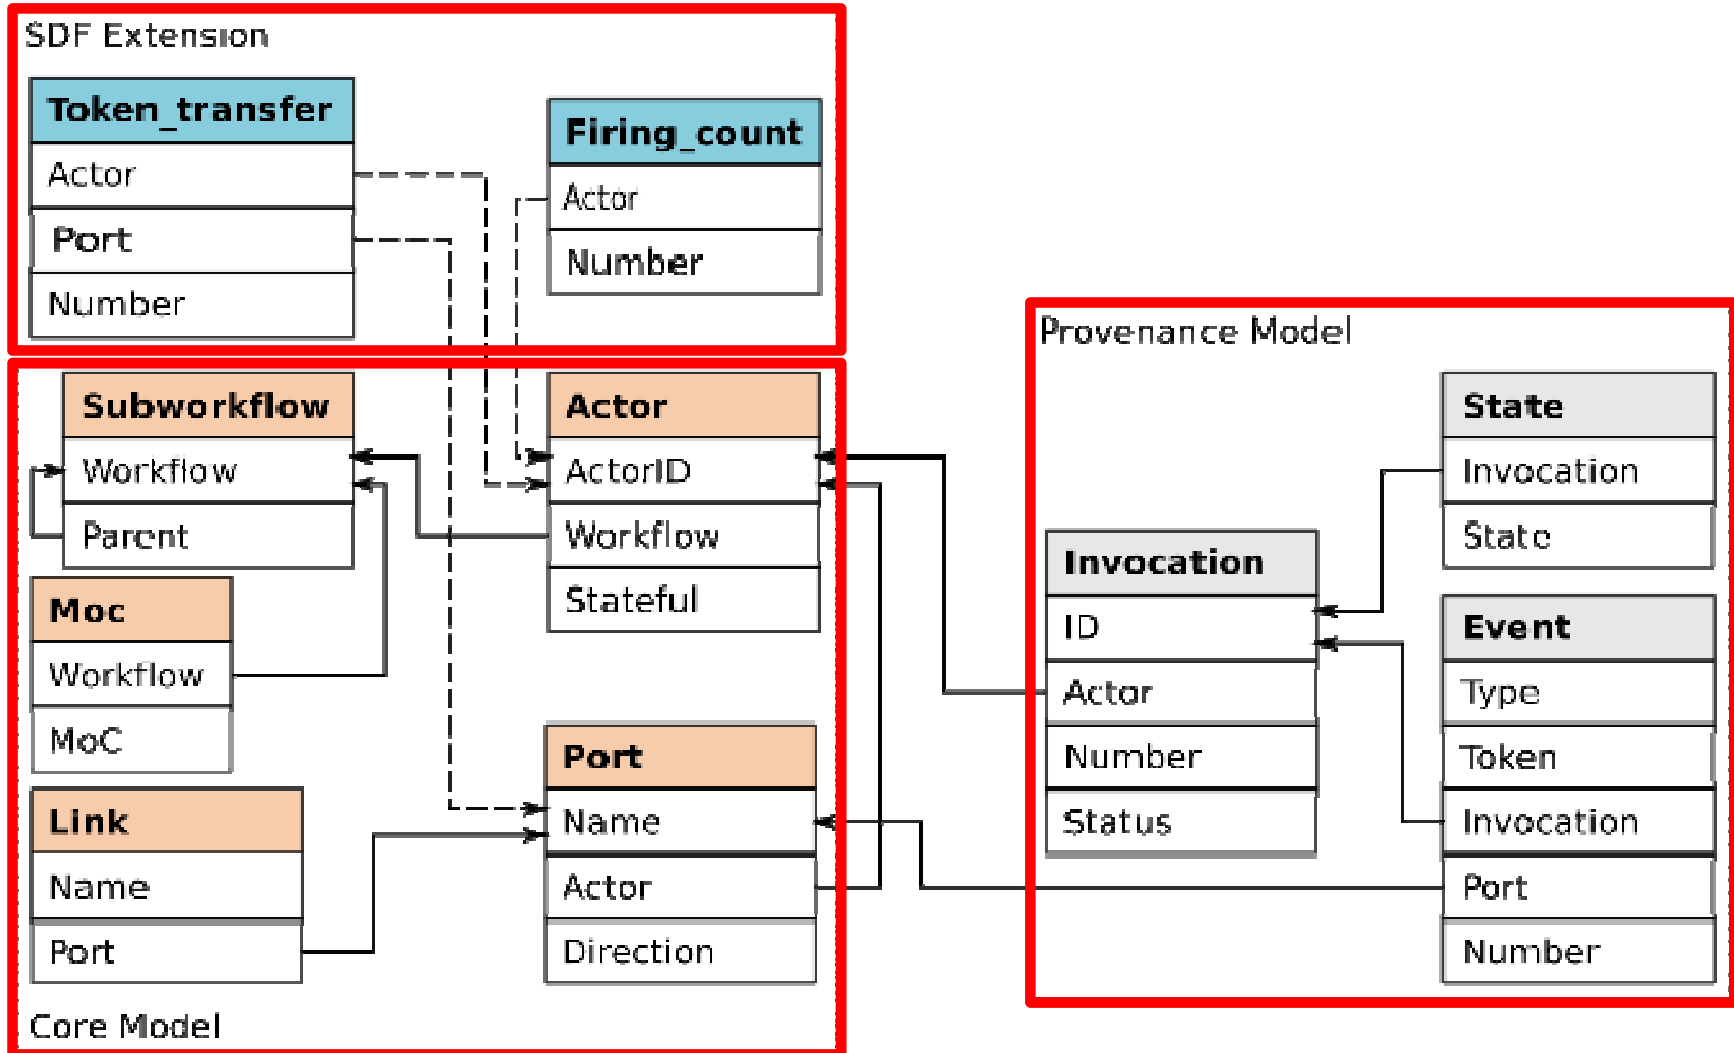 SDF Extension
Token_transfer
Actor
Port
Number
Firing_count
Actor
Number
Subworkflow
Workflow
Parent
Moc
Workflow
MoC
Link
Name
Port
Actor
ActorID
Workflow
Stateful
Port
Name
Actor
Direction
Core Model
Provenance Model
Invocation
ID
Actor
Number
Status
State
Invocation
State
Event
Type
Token
Invocation
Port
Number